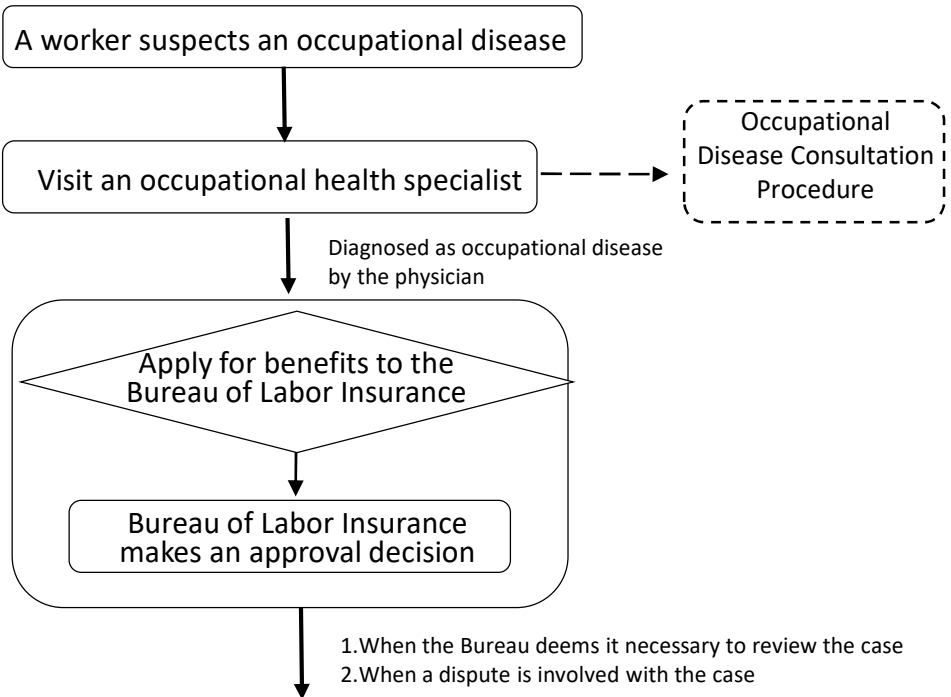 A worker suspects an occupational disease
Visit an occupational health specialist
Occupational
Disease Consultation
Procedure
Diagnosed as occupational disease
by the physician
Apply for benefits to the
Bureau of Labor Insurance
Bureau of Labor Insurance
makes an approval decision
1.When the Bureau deems it necessary to review the case
2.When a dispute is involved with the case